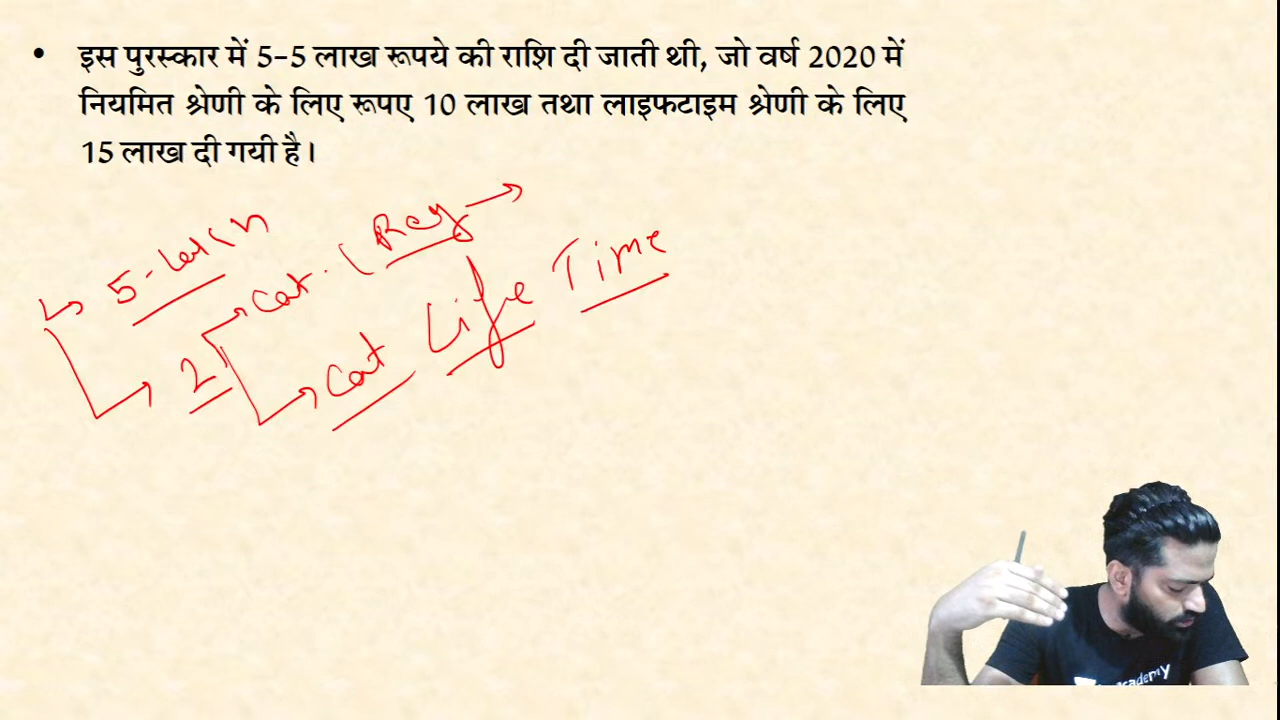 • इस पुरस्कार में 5-5 लाख रूपये की राशि दी जाती थी, जो वर्ष 2020 में
नियमित श्रेणी के लिए रूपए 10 लाख तथा लाइफटाइम श्रेणी के लिए
15 लाख दी गयी है।
5-
Cat. (Reg
2
Cat Life Time